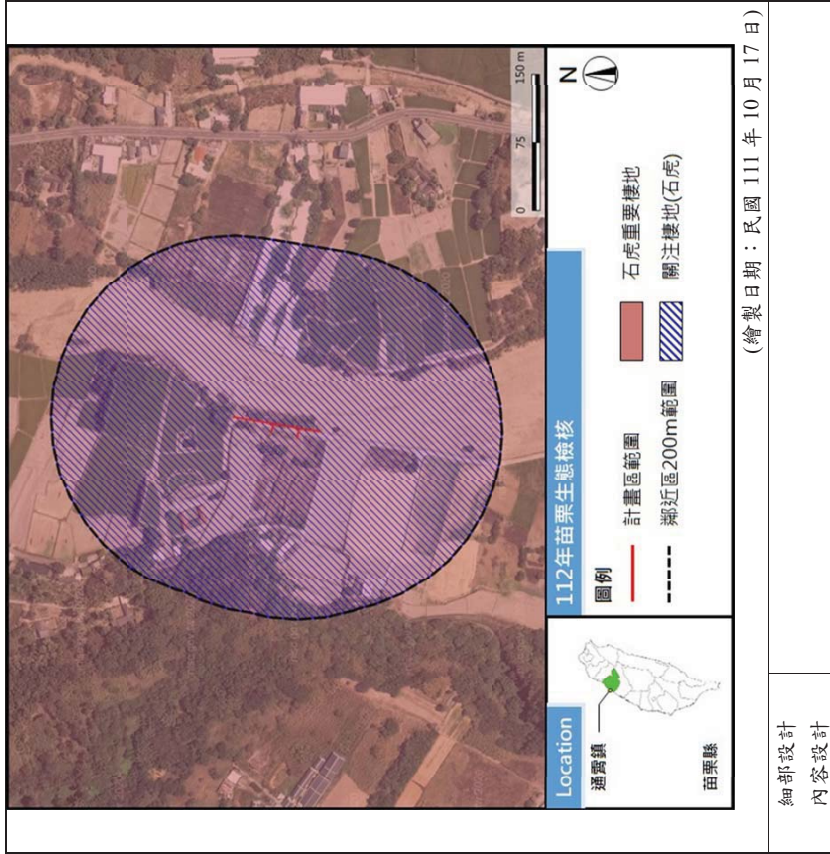 0 75 150 m
N
112年苗栗生態檢核
圖例
計畫區範圍
石虎重要棲地
鄰近區200m範圍
關注棲地(石虎)
Location
通霄鎮
苗栗縣
(繪製日期：民國 111 年 10 月 17 日)
細部設計
內容設計